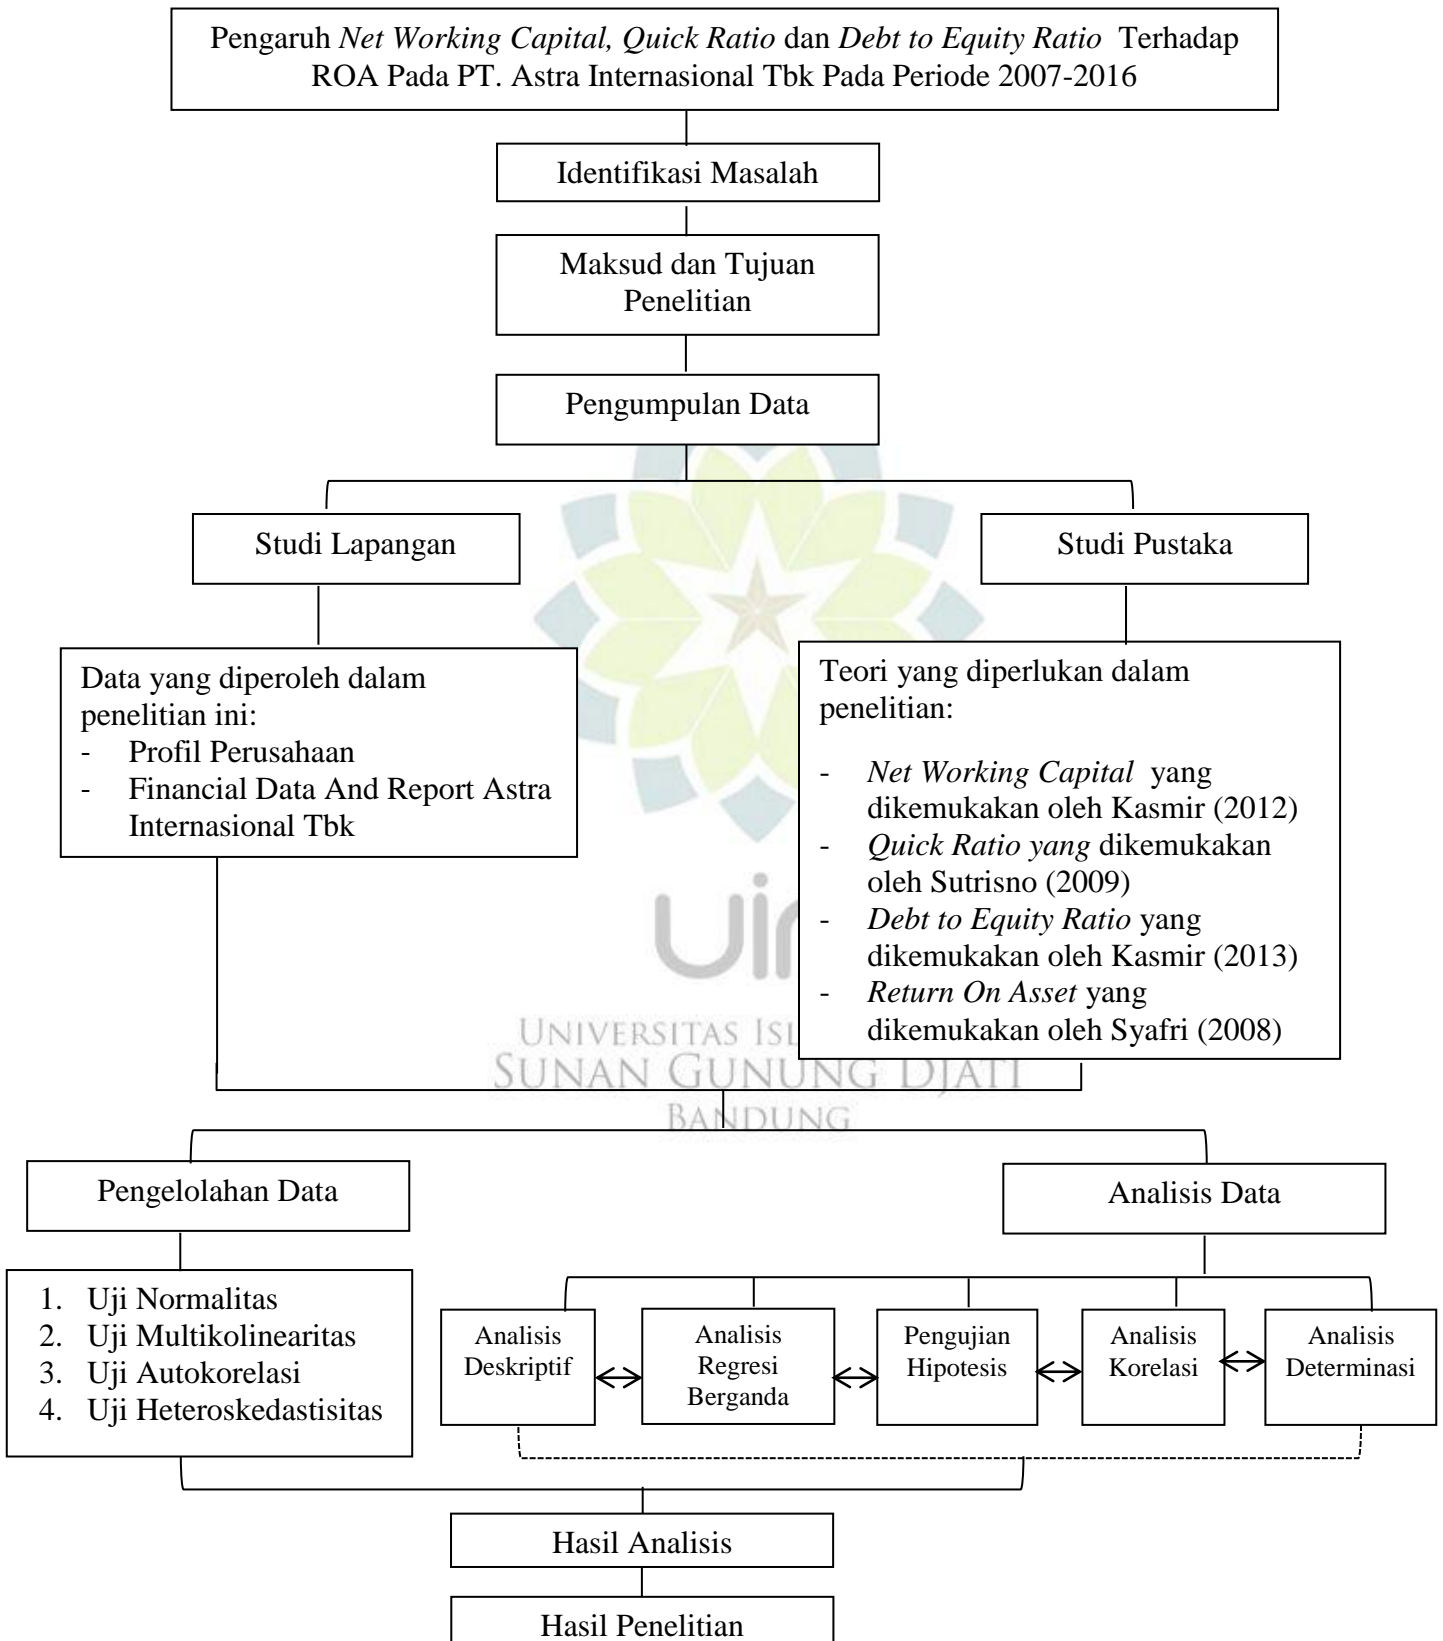 Pengaruh Net Working Capital, Quick Ratio dan Debt to Equity Ratio Terhadap
ROA Pada PT. Astra Internasional Tbk Pada Periode 2007-2016
Identifikasi Masalah
Maksud dan Tujuan
Penelitian
Pengumpulan Data
Studi Lapangan
Studi Pustaka
Data yang diperoleh dalam
penelitian ini:
- Profil Perusahaan
- Financial Data And Report Astra
Internasional Tbk
Teori yang diperlukan dalam
penelitian:
- Net Working Capital yang
dikemukakan oleh Kasmir (2012)
- Quick Ratio yang dikemukakan
oleh Sutrisno (2009)
- Debt to Equity Ratio yang
dikemukakan oleh Kasmir (2013)
- Return On Asset yang
dikemukakan oleh Syafri (2008)
UNIVERSITAS
SUNAN GUNUNG DJATI
BANDUNG
Pengelolahan Data
Analisis Data
1. Uji Normalitas
2. Uji Multikolinearitas
3. Uji Autokorelasi
4. Uji Heteroskedastisitas
Analisis
Deskriptif
Analisis
Regresi
Berganda
Pengujian
Hipotesis
Analisis
Korelasi
Analisis
Determinasi
Hasil Analisis
Hasil Penelitian